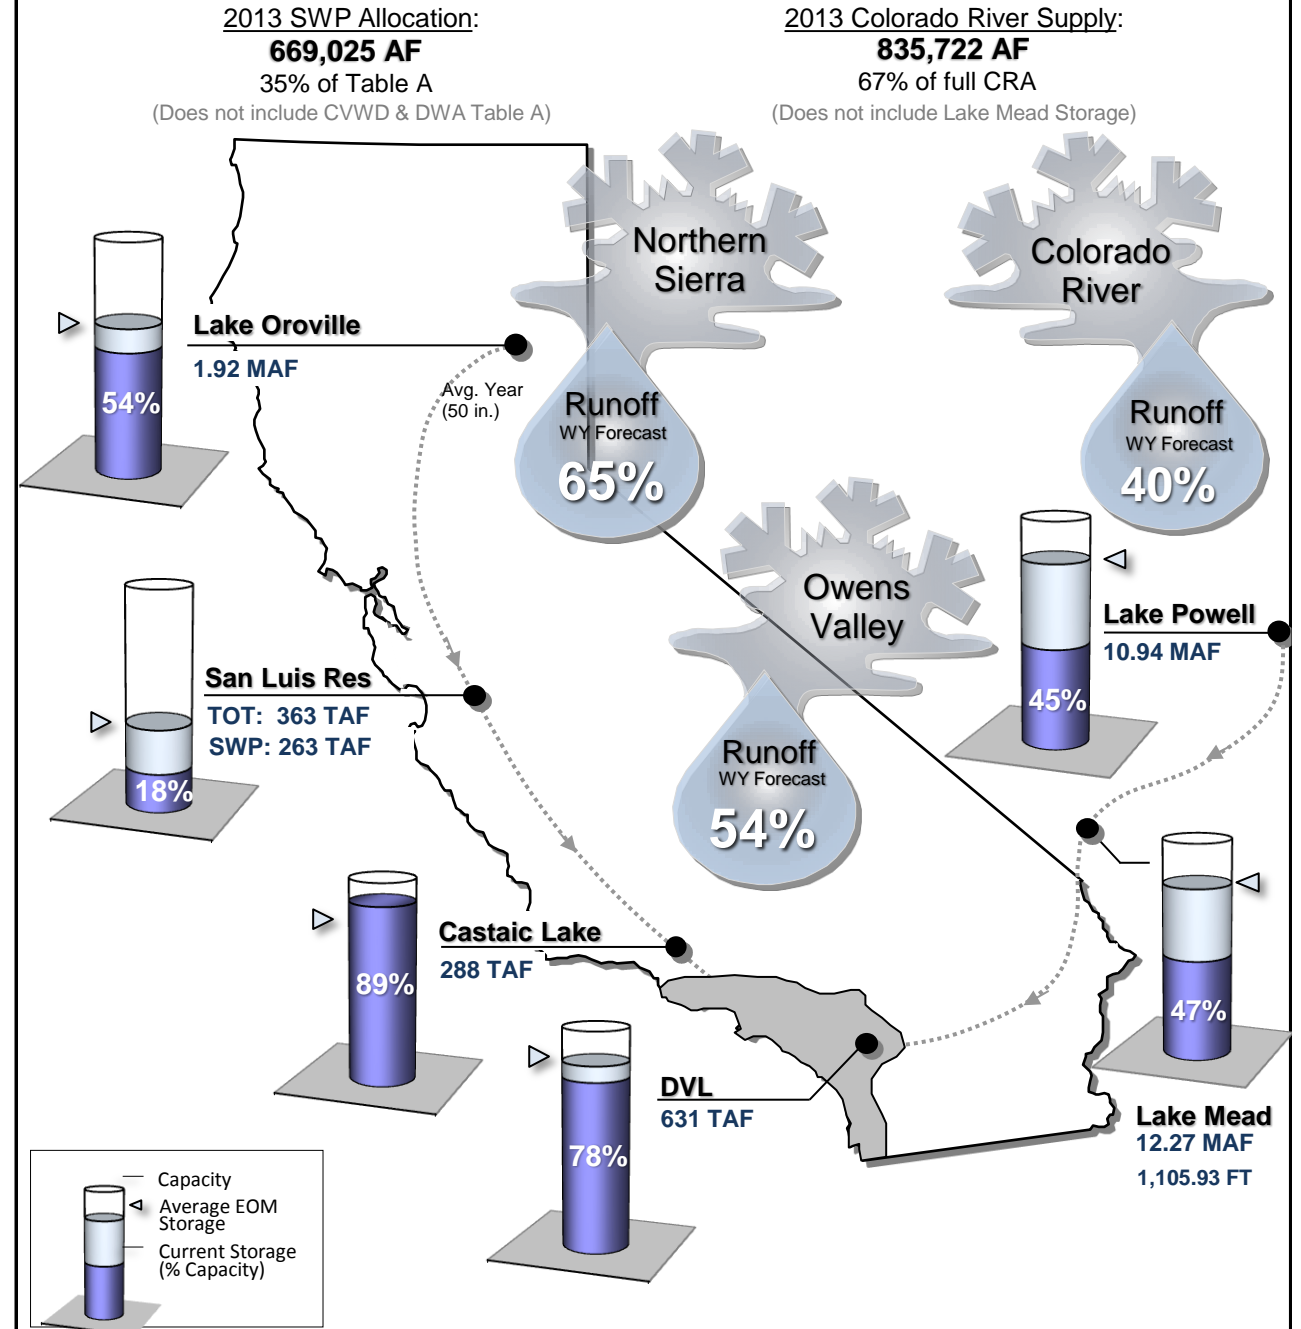 2013 SWP Allocation:
669,025 AF
35% of Table A
(Does not include CVWD & DWA Table A)
2013 Colorado River Supply:
835,722 AF
67% of full CRA
(Does not include Lake Mead Storage)
Northern
Sierra
Colorado
River
Lake Oroville
1.92 MAF
54%
Avg. Year
(50 in.)
Runoff
WY Forecast
65%
Runoff
WY Forecast
40%
Owens
Valley
Lake Powell
10.94 MAF
45%
San Luis Res
TOT: 363 TAF
SWP: 263 TAF
18%
Runoff
WY Forecast
54%
Castaic Lake
288 TAF
89%
47%
DVL
631 TAF
78%
Lake Mead
12.27 MAF
1,105.93 FT
Capacity
Average EOM
Storage
Current Storage
(% Capacity)